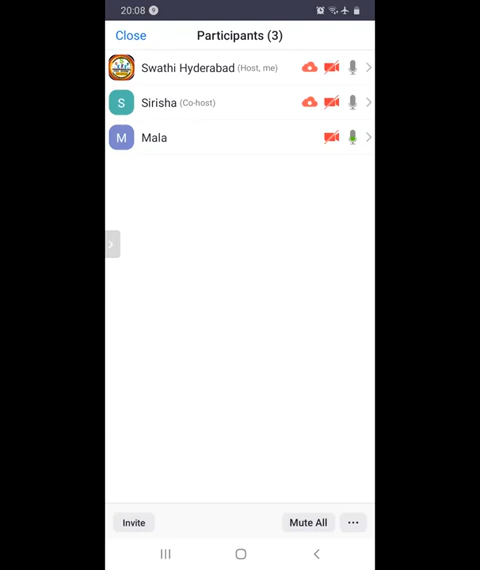 20:08
Close Participants (3)
Swathi Hyderabad (Host, me)
S Sirisha (Co-host)
M Mala
Invite Mute All ...